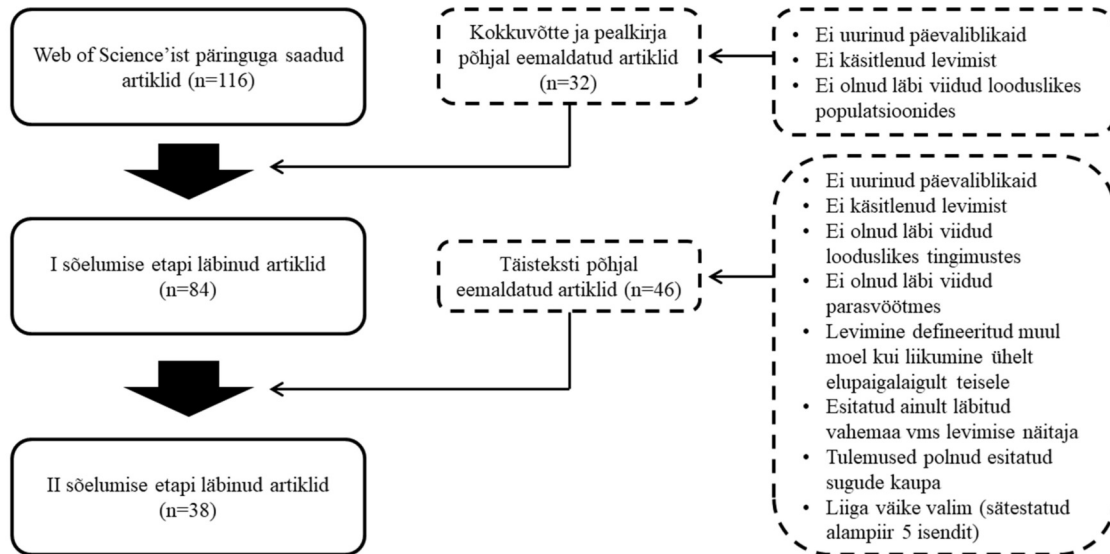 Web of Science’ist päringuga saadud
artiklid (n=116)
Kokkuvõtte ja pealkirja
põhjal eemaldatud artiklid
(n=32)
• Ei uurinud päevaliblikaid
• Ei käsitlenud levimist
• Ei olnud läbi viidud looduslikes
populatsioonides
I sõelumise etapi läbinud artiklid
(n=84)
Täisteksti põhjal
eemaldatud artiklid (n=46)
• Ei uurinud päevaliblikaid
• Ei käsitlenud levimist
• Ei olnud läbi viidud
looduslikes tingimustes
• Ei olnud läbi viidud
parasvöötmes
• Levimine defineeritud muul
moel kui liikumine ühelt
elupaigalaigult teisele
• Esitatud ainult läbitud
vahemaa vms levimise näitaja
• Tulemused polnud esitatud
sugude kaupa
• Liiga väike valim (sätestatud
alampiir 5 isendit)
II sõelumise etapi läbinud artiklid
(n=38)